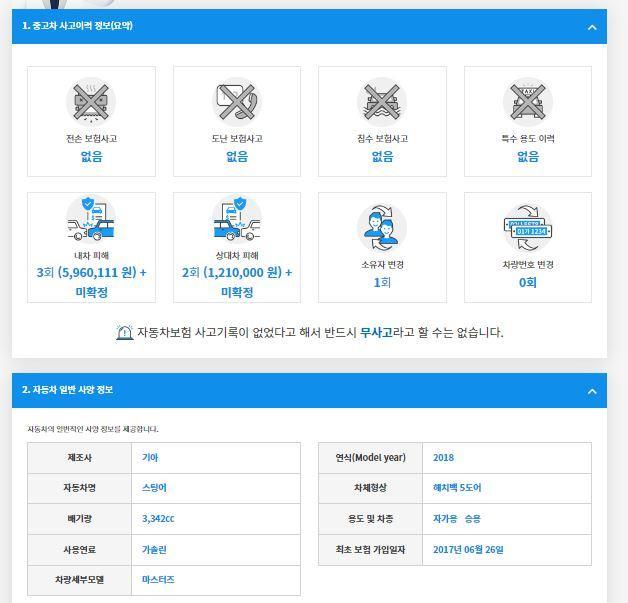 1. 중고차 사고이력 정보(요약)
전손 보험사고
없음
도난 보험사고
없음
침수 보험사고
없음
TAXI
특수 용도 이력
없음
내차 피해
3회 (5,960,111 원) +
미확정
상대차 피해
2회 (1,210,000 원) +
미확정
소유자 변경
1회
01가 1234
차량번호 변경
0회
자동차보험 사고기록이 없었다고 해서 반드시 무사고라고 할 수는 없습니다.
2. 자동차 일반 사양 정보
자동차의 일반적인 사양 정보를 제공합니다.
제조사 기아
자동차명 스팅어
배기량 3,342cc
사용연료 가솔린
차량세부모델 마스터즈
연식(Model year) 2018
차체형상 해치백 5도어
용도 및 차종 자가용 승용
최초 보험 가입일자 2017년 06월 26일